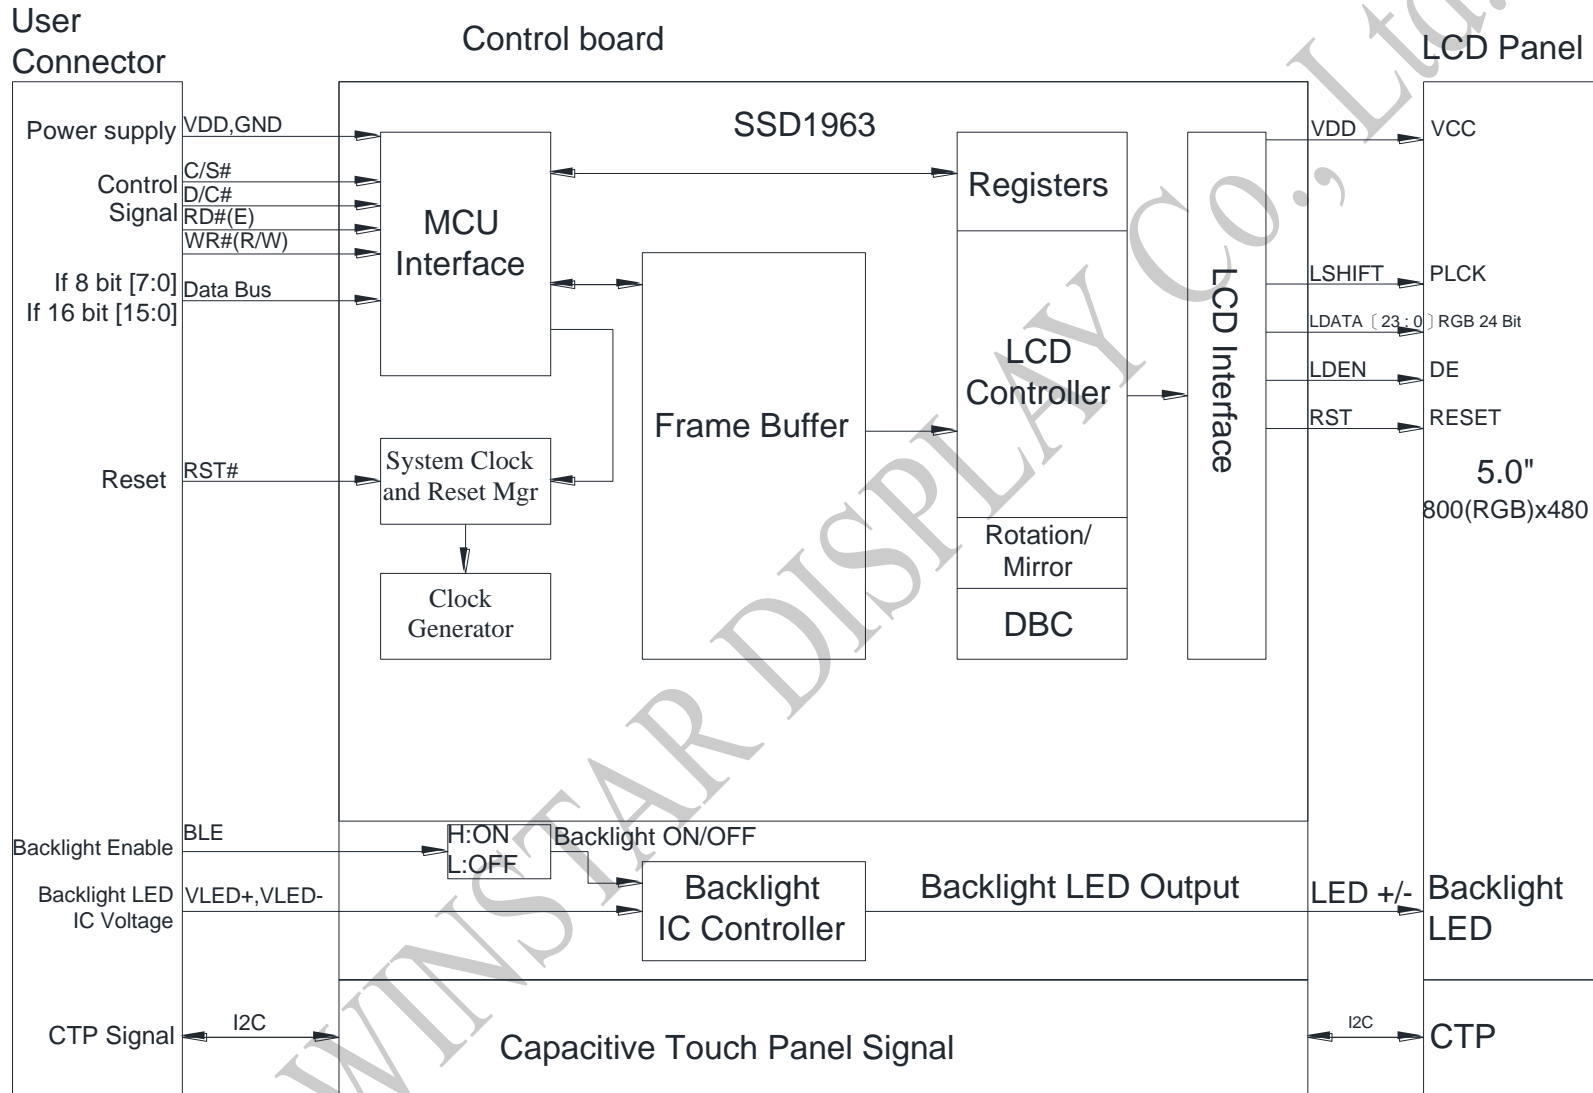 User
Connector
Control board
LCD Panel
Power supply
VDD,GND
SSD1963
VDD
VCC
C/S#
Control
Signal
D/C#
RD#(E)
WR#(R/W)
MCU
Interface
Registers
If 8 bit [7:0]
If 16 bit [15:0]
Data Bus
LCD Interface
LSHIFT
PLCK
LDATA〔23:0〕RGB 24 Bit
LCD
Controller
LDEN
DE
Frame Buffer
RST
RESET
Reset
RST#
System Clock
and Reset Mgr
5.0"
800(RGB)x480
Rotation/
Mirror
Clock
Generator
DBC
Backlight Enable
BLE
H:ON
L:OFF
Backlight ON/OFF
Backlight LED
IC Voltage
VLED+,VLED-
Backlight
IC Controller
Backlight LED Output
LED +/-
Backlight
LED
CTP Signal
I2C
Capacitive Touch Panel Signal
I2C
CTP
WINSTAR DISPLAY Co., Ltd.